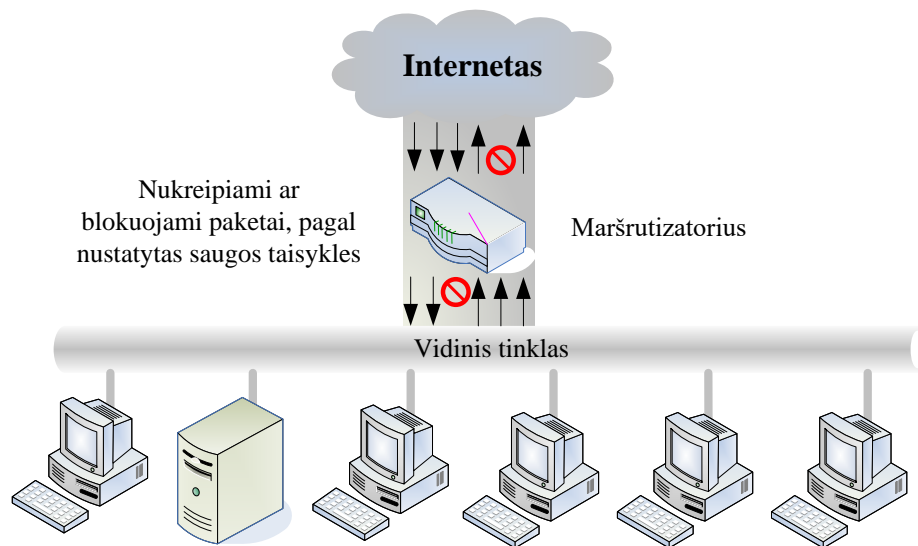 Internetas
Nukreipiami ar
blokuojami paketai, pagal
nustatytas saugos taisykles
Maršrutizatorius
Vidinis tinklas